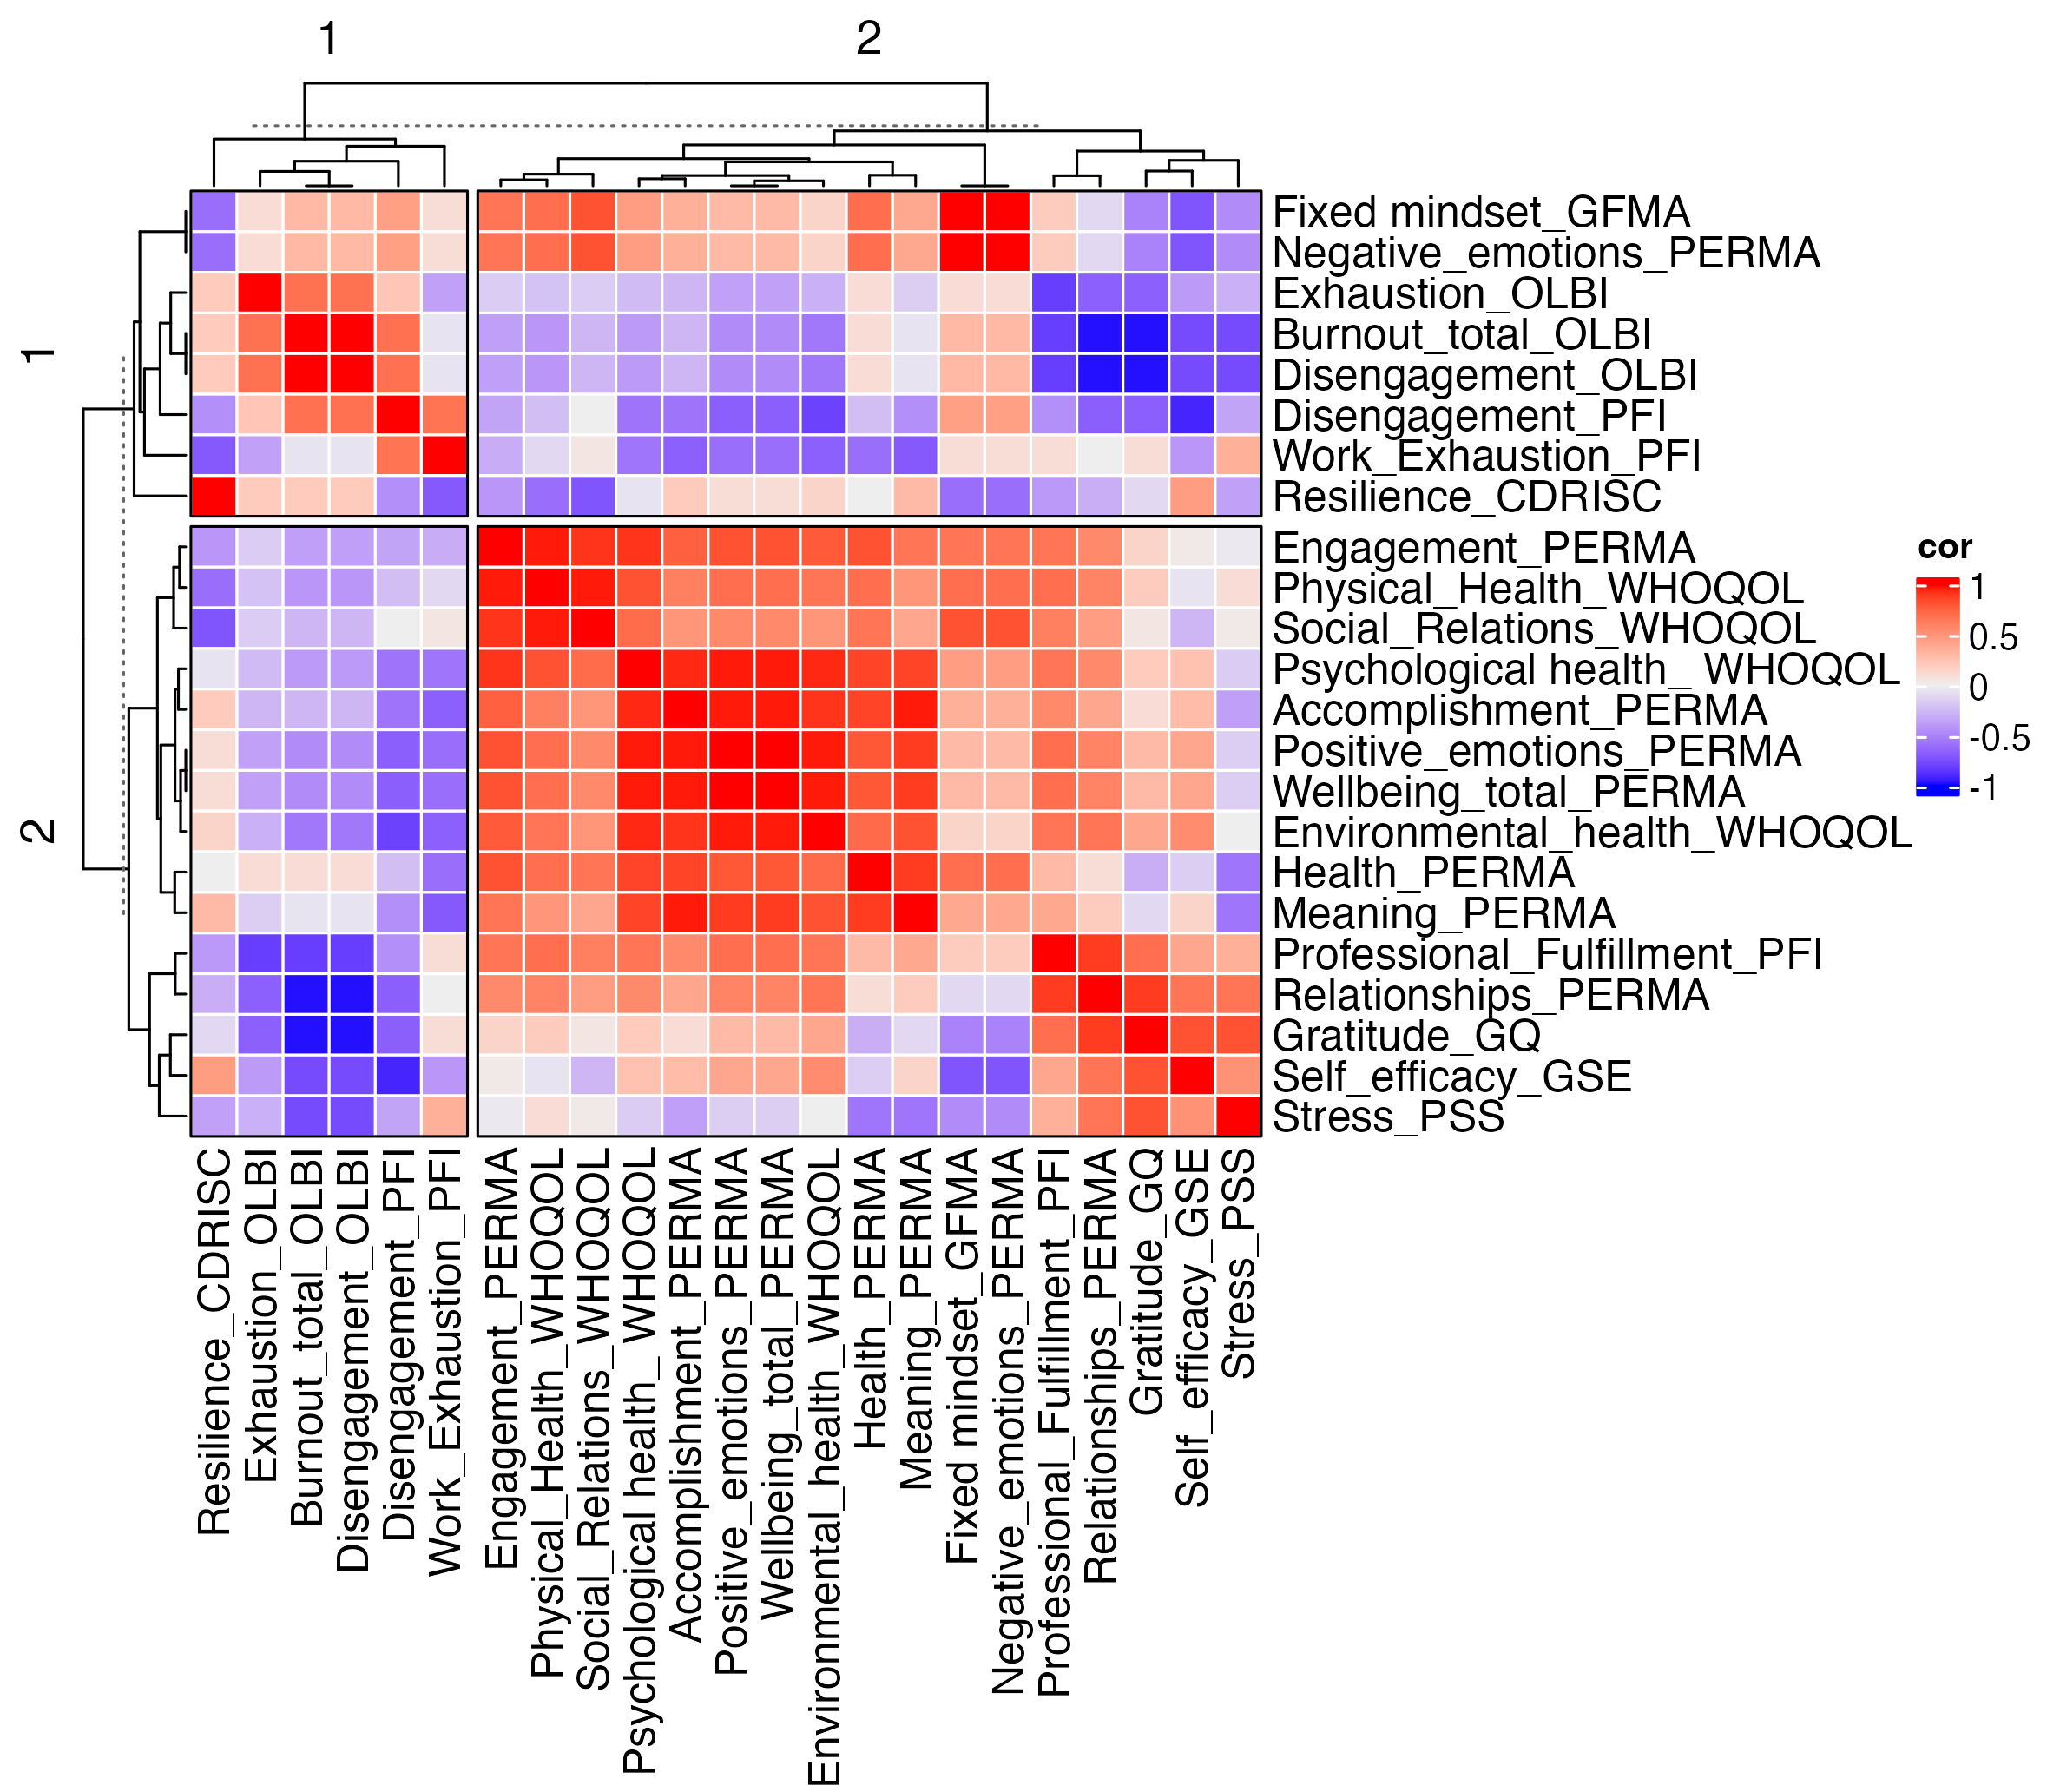 1
2
1
2
Fixed mindset_GFMA
Negative_emotions_PERMA
Exhaustion_OLBI
Burnout_total_OLBI
Disengagement_OLBI
Disengagement_PFI
Work_Exhaustion_PFI
Resilience_CDRISC
Engagement_PERMA
Physical_Health_WHOQOL
Social_Relations_WHOQOL
Psychological health_ WHOQOL
Accomplishment_PERMA
Positive_emotions_PERMA
Wellbeing_total_PERMA
Environmental_health_WHOQOL
Health_PERMA
Meaning_PERMA
Professional_Fulfillment_PFI
Relationships_PERMA
Gratitude_GQ
Self_efficacy_GSE
Stress_PSS
cor
1
0.5
0
-0.5
-1
Resilience_CDRISC
Exhaustion_OLBI
Burnout_total_OLBI
Disengagement_OLBI
Disengagement_PFI
Work_Exhaustion_PFI
Engagement_PERMA
Physical_Health_WHOQOL
Social_Relations_WHOQOL
Psychological health_ WHOQOL
Accomplishment_PERMA
Positive_emotions_PERMA
Wellbeing_total_PERMA
Environmental_health_WHOQOL
Health_PERMA
Meaning_PERMA
Fixed mindset_GFMA
Negative_emotions_PERMA
Professional_Fulfillment_PFI
Relationships_PERMA
Gratitude_GQ
Self_efficacy_GSE
Stress_PSS